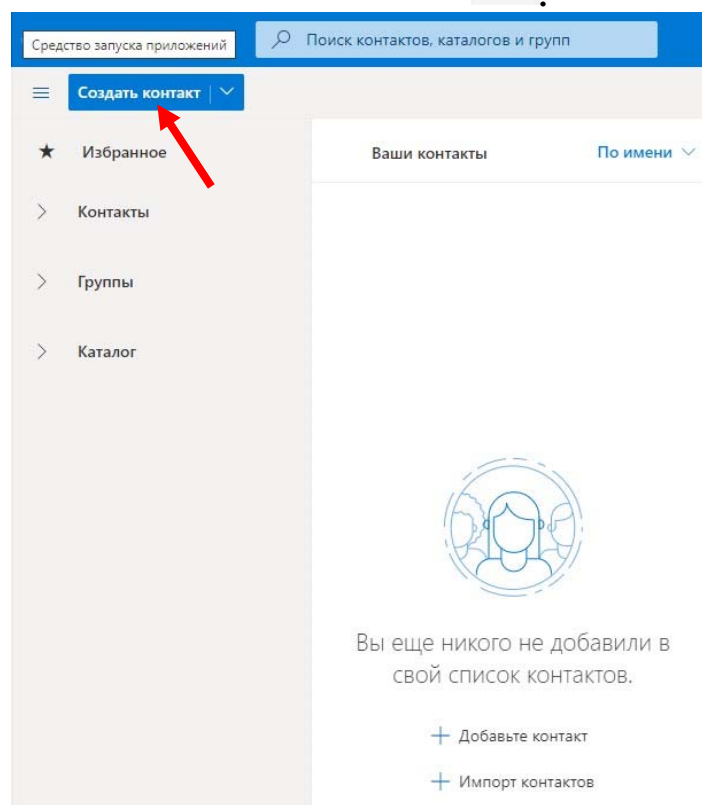 Средство запуска приложений
Поиск контактов, каталогов и групп
Создать контакт
Избранное
Ваши контакты
По имени
Контакты
Группы
Каталог
Вы еще никого не добавили в
свой список контактов.
Добавьте контакт
Импорт контактов